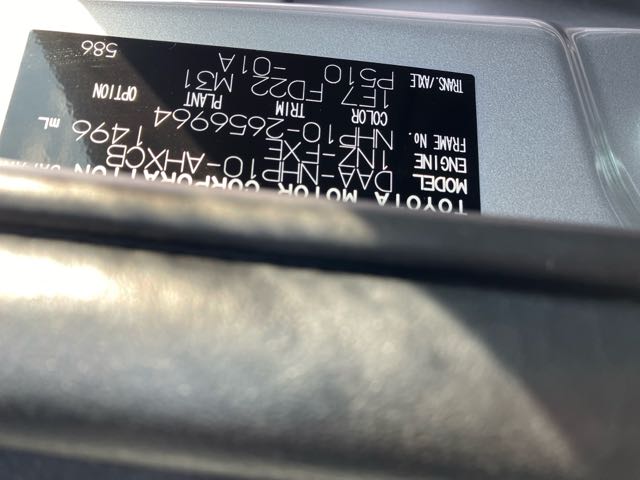 TOYOTA MOTOR CORPORATION JAPAN
MODEL DAA-NHP10-AHXCB
ENGINE 1NZ-FXE 1496 mL
FRAME No. NHP10-2656964
COLOR TRIM PLANT OPTION
1E7 FD22 M31
TRANS./AXLE P510 -01A
586